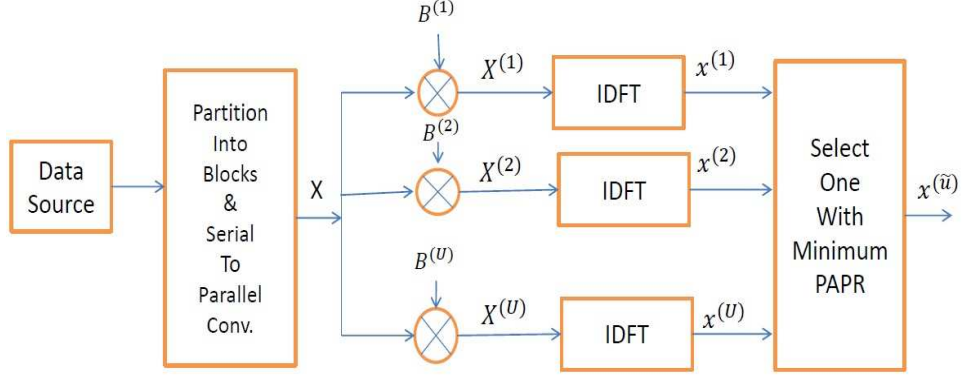 Data
Source
Partition
Into
Blocks
&
Serial
To
Parallel
Conv.
X
B^{(1)}
X^{(1)}
IDFT
x^{(1)}
B^{(2)}
X^{(2)}
IDFT
x^{(2)}
B^{(U)}
X^{(U)}
IDFT
x^{(U)}
Select
One
With
Minimum
PAPR
x^{(ũ)}